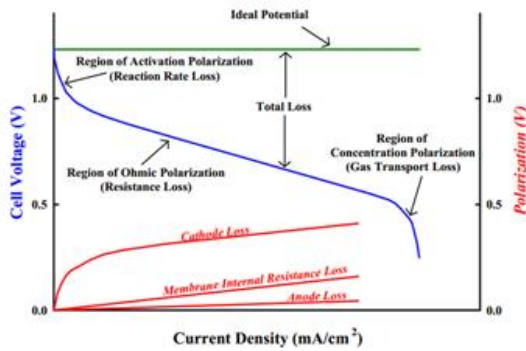 Ideal Potential
Region of Activation Polarization
(Reaction Rate Loss)
Total Loss
Region of
Concentration Polarization
(Gas Transport Loss)
Region of Ohmic Polarization
(Resistance Loss)
Cathode Loss
Membrane Internal Resistance Loss
Anode Loss
Cell Voltage (V)
1.0
0.5
0.0
Polarization (V)
1.0
0.5
0.0
Current Density (mA/cm²)